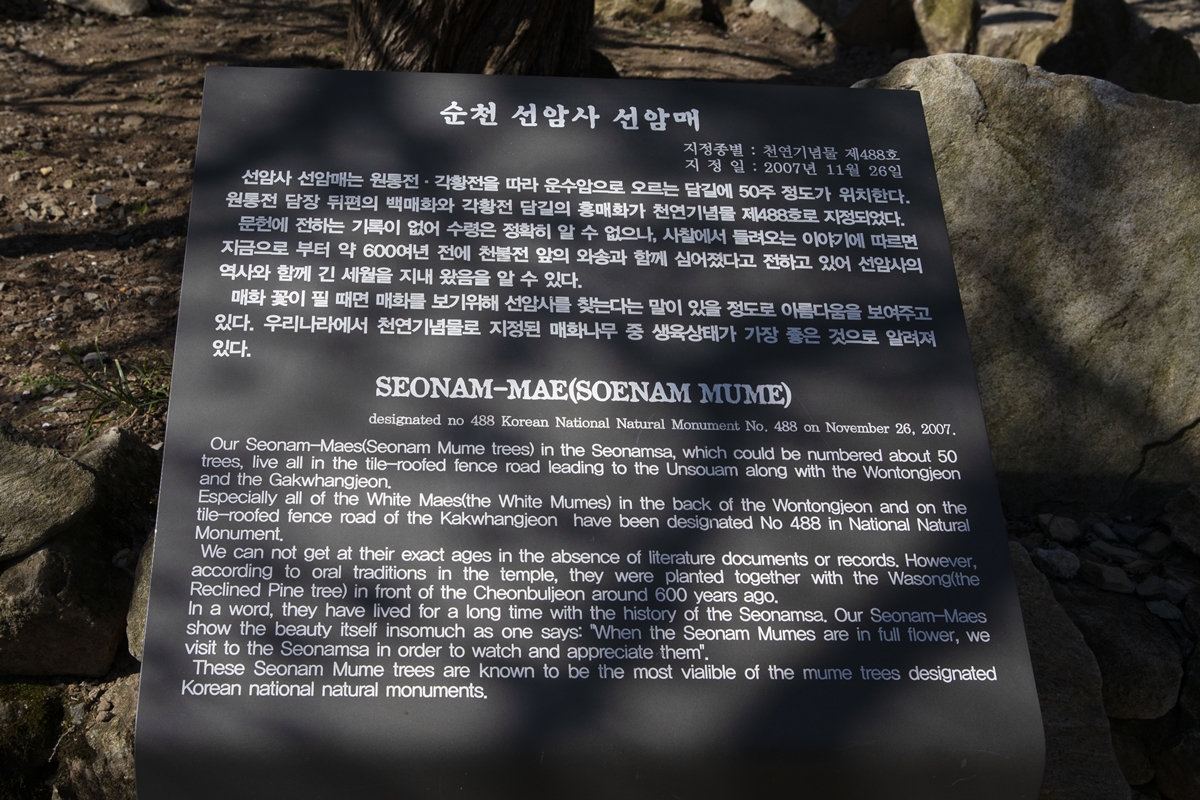 순천 선암사 선암매
지정종별 : 천연기념물 제488호
지 정 일 : 2007년 11월 26일
선암사 선암매는 원통전 · 각황전을 따라 운수암으로 오르는 담길에 50주 정도가 위치한다.
원통전 담장 뒤편의 백매화와 각황전 담길의 홍매화가 천연기념물 제488호로 지정되었다.
문헌에 전하는 기록이 없어 수령은 정확히 알 수 없으나, 사찰에서 들려오는 이야기에 따르면
지금으로 부터 약 600여년 전에 천불전 앞의 와송과 함께 심어졌다고 전하고 있어 선암사의
역사와 함께 긴 세월을 지내 왔음을 알 수 있다.
매화 꽃이 필 때면 매화를 보기위해 선암사를 찾는다는 말이 있을 정도로 아름다움을 보여주고
있다. 우리나라에서 천연기념물로 지정된 매화나무 중 생육상태가 가장 좋은 것으로 알려져
있다.
SEONAM-MAE(SOENAM MUME)
designated no 488 Korean National Natural Monument No. 488 on November 26, 2007.
Our Seonam-Maes(Seonam Mume trees) in the Seonamsa, which could be numbered about 50
trees, live all in the tile-roofed fence road leading to the Unsouam along with the Wontongjeon
and the Gakwhangjeon.
Especially all of the White Maes(the White Mumes) in the back of the Wontongjeon and on the
tile-roofed fence road of the Kakwhangjeon have been designated No 488 in National Natural
Monument.
We can not get at their exact ages in the absence of literature documents or records. However,
according to oral traditions in the temple, they were planted together with the Wasong(the
Reclined Pine tree) in front of the Cheonbuljeon around 600 years ago.
In a word, they have lived for a long time with the history of the Seonamsa. Our Seonam-Maes
show the beauty itself insomuch as one says: "When the Seonam Mumes are in full flower, we
visit to the Seonamsa in order to watch and appreciate them".
These Seonam Mume trees are known to be the most vialible of the mume trees designated
Korean national natural monuments.